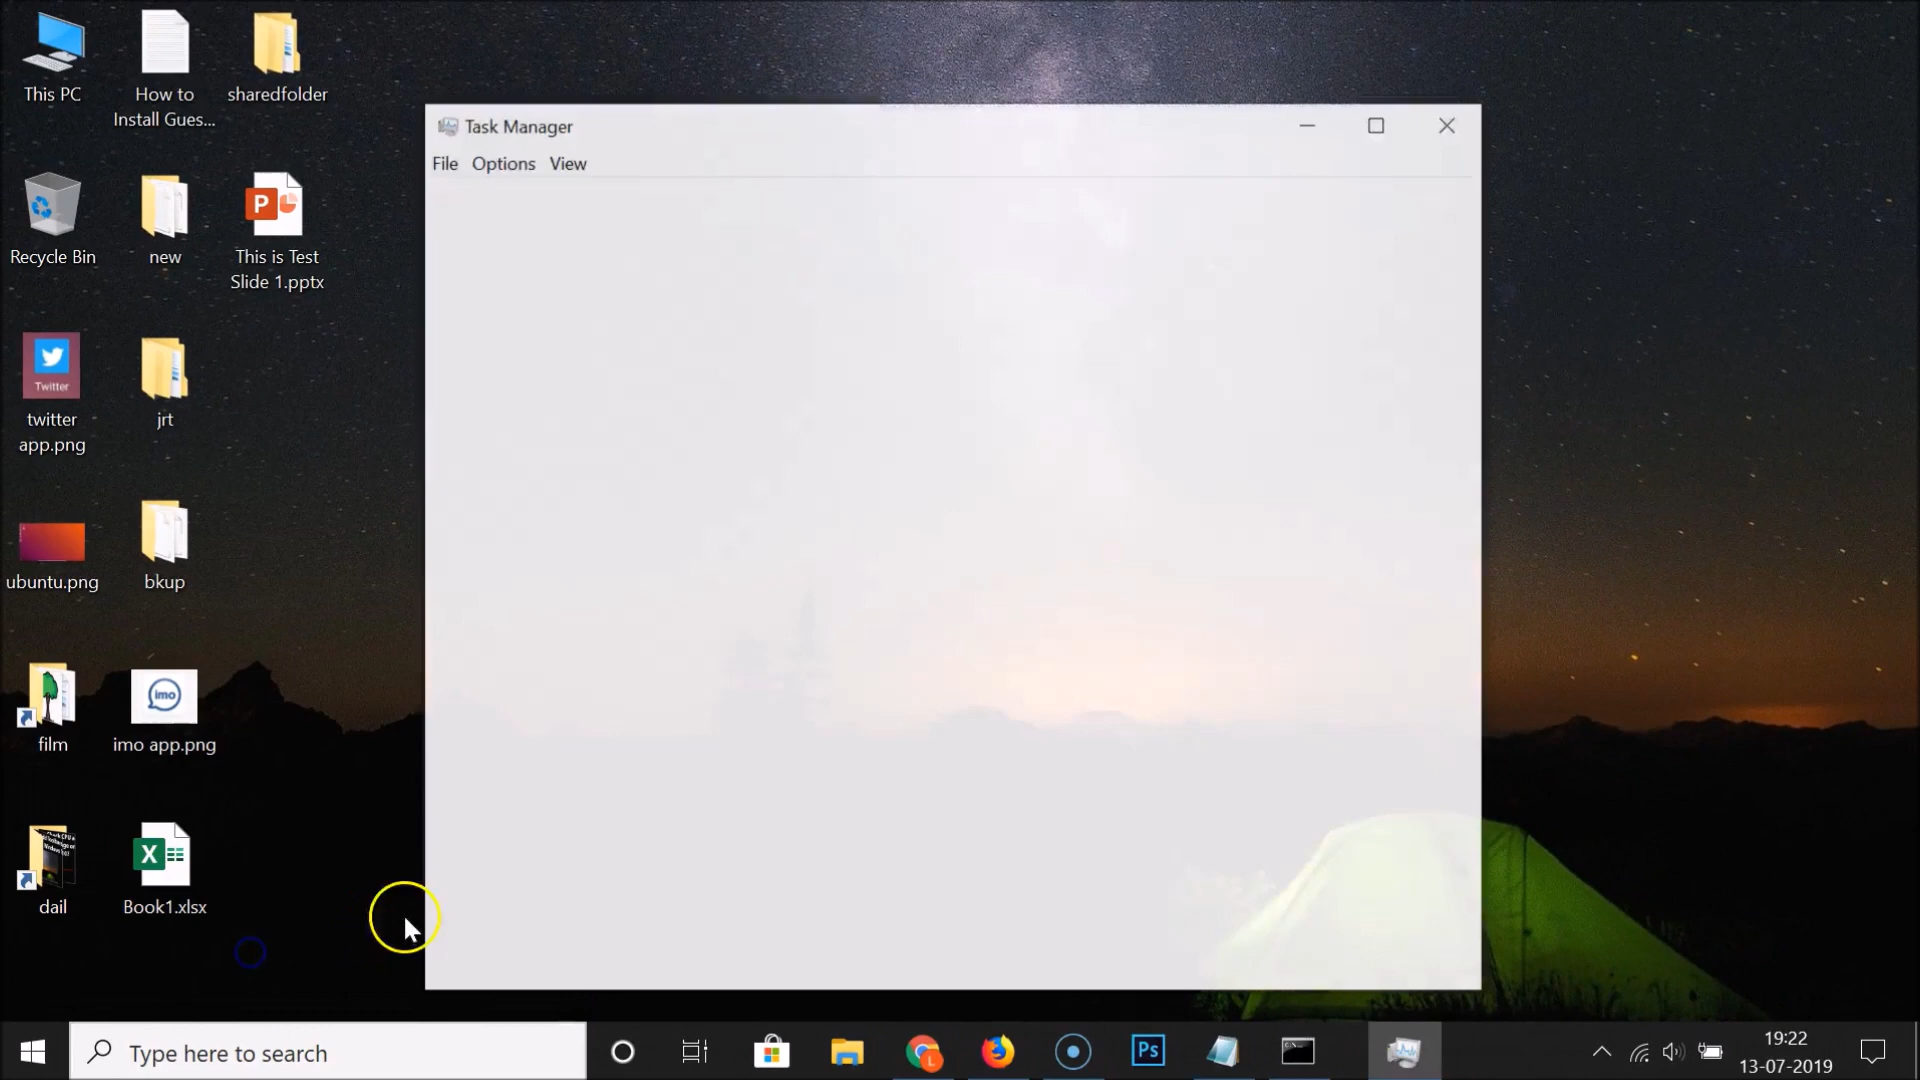 This PC
How to
Install Gues...
sharedfolder
Recycle Bin
new
This is Test
Slide 1.pptx
Twitter
twitter
app.png
jrt
ubuntu.png
bkup
film
imo
imo app.png
dail
Book1.xlsx
Task Manager
File Options View
Type here to search
L
Ps
19:22
13-07-2019